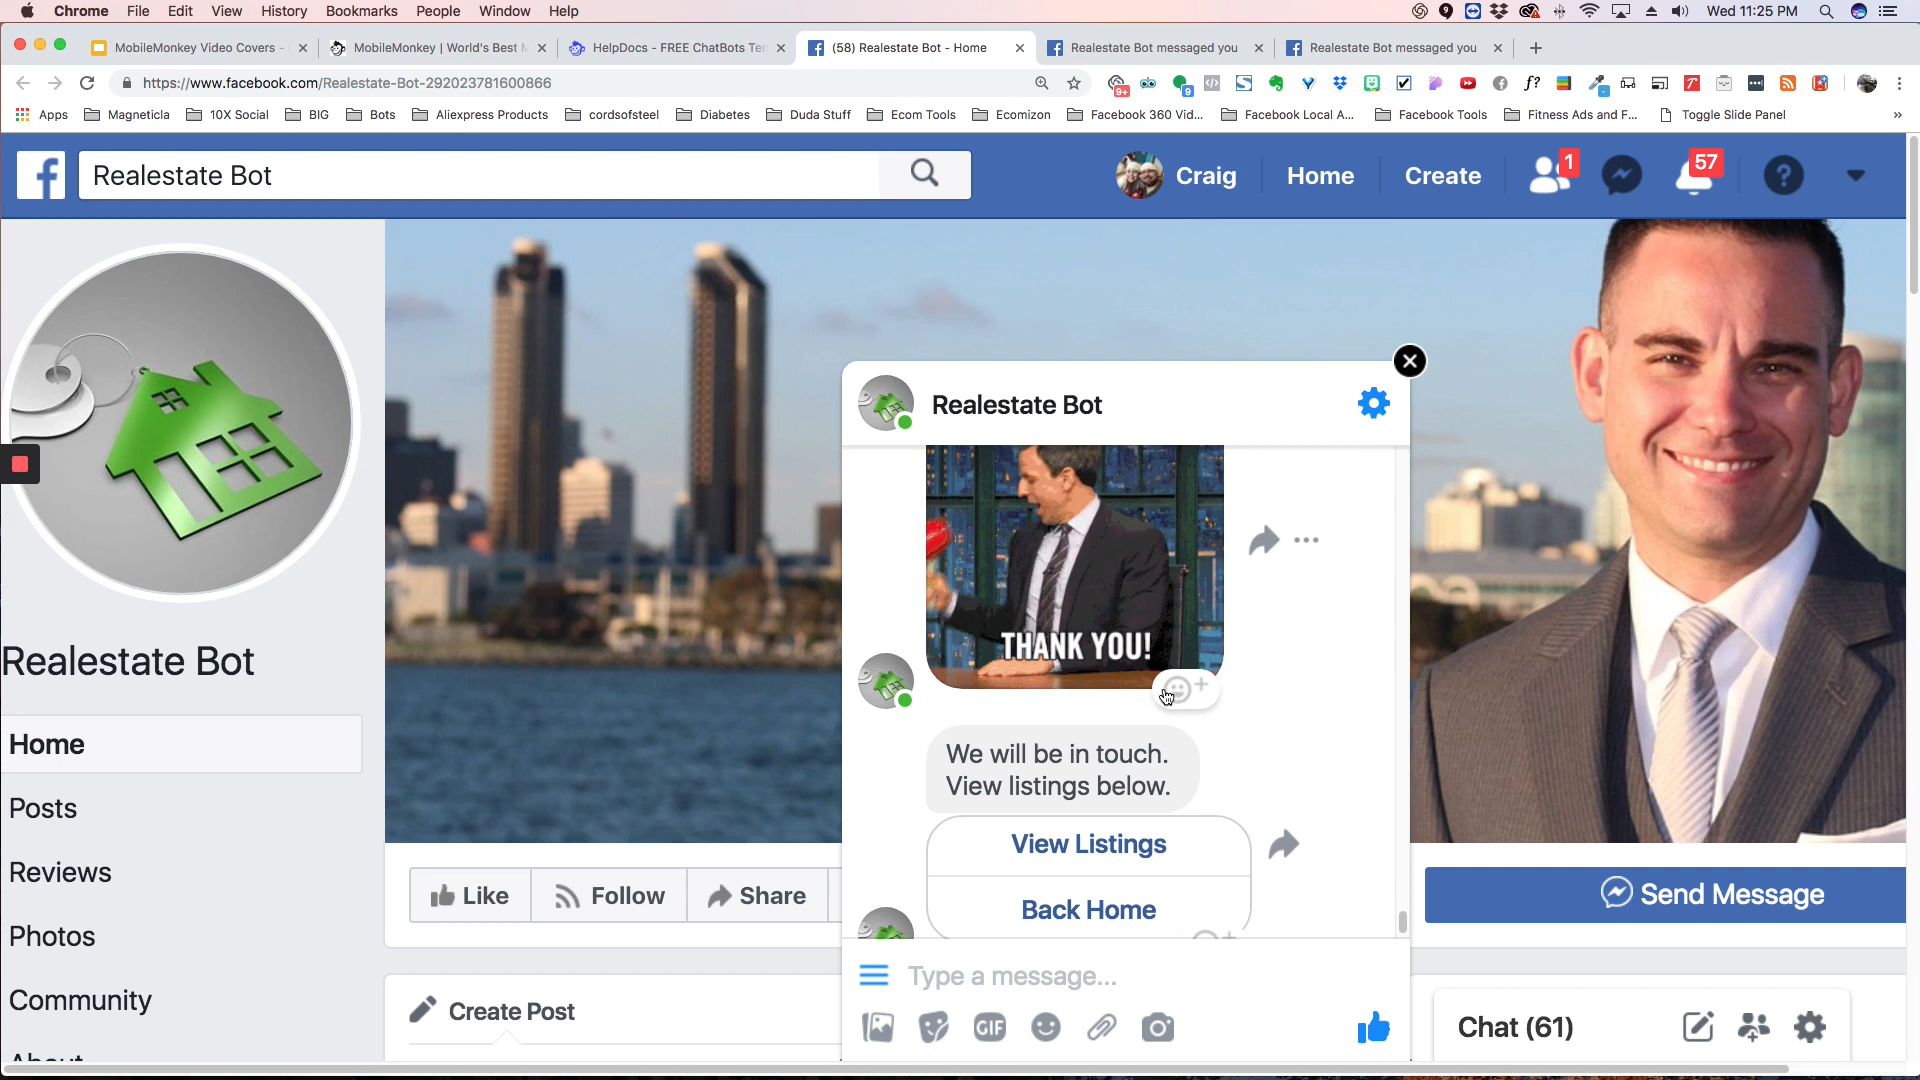 Chrome File Edit View History Bookmarks People Window Help
9
Wed 11:25 PM
MobileMonkey Video Covers -
MobileMonkey | World's Best M
HelpDocs - FREE ChatBots Tem
(58) Realestate Bot - Home
Realestate Bot messaged you
Realestate Bot messaged you
https://www.facebook.com/Realestate-Bot-292023781600866
9+
9
f?
Apps Magneticla 10X Social BIG Bots Aliexpress Products cordsofsteel Diabetes Duda Stuff Ecom Tools Ecomizon Facebook 360 Vid... Facebook Local A... Facebook Tools Fitness Ads and F... Toggle Slide Panel »
Realestate Bot
Craig Home Create 1 57
Realestate Bot
Home
Posts
Reviews
Photos
Community
About
Realestate Bot
THANK YOU!
We will be in touch.
View listings below.
View Listings
Back Home
Type a message...
GIF
Like Follow Share
Send Message
Create Post
Chat (61)